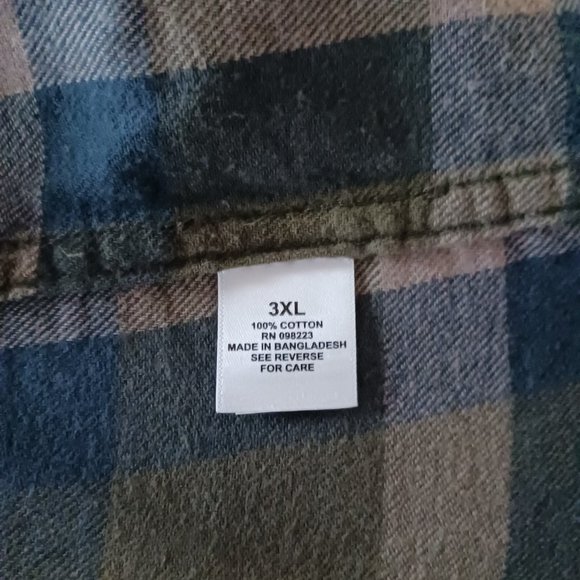 3XL
100% COTTON
RN 098223
MADE IN BANGLADESH
SEE REVERSE
FOR CARE